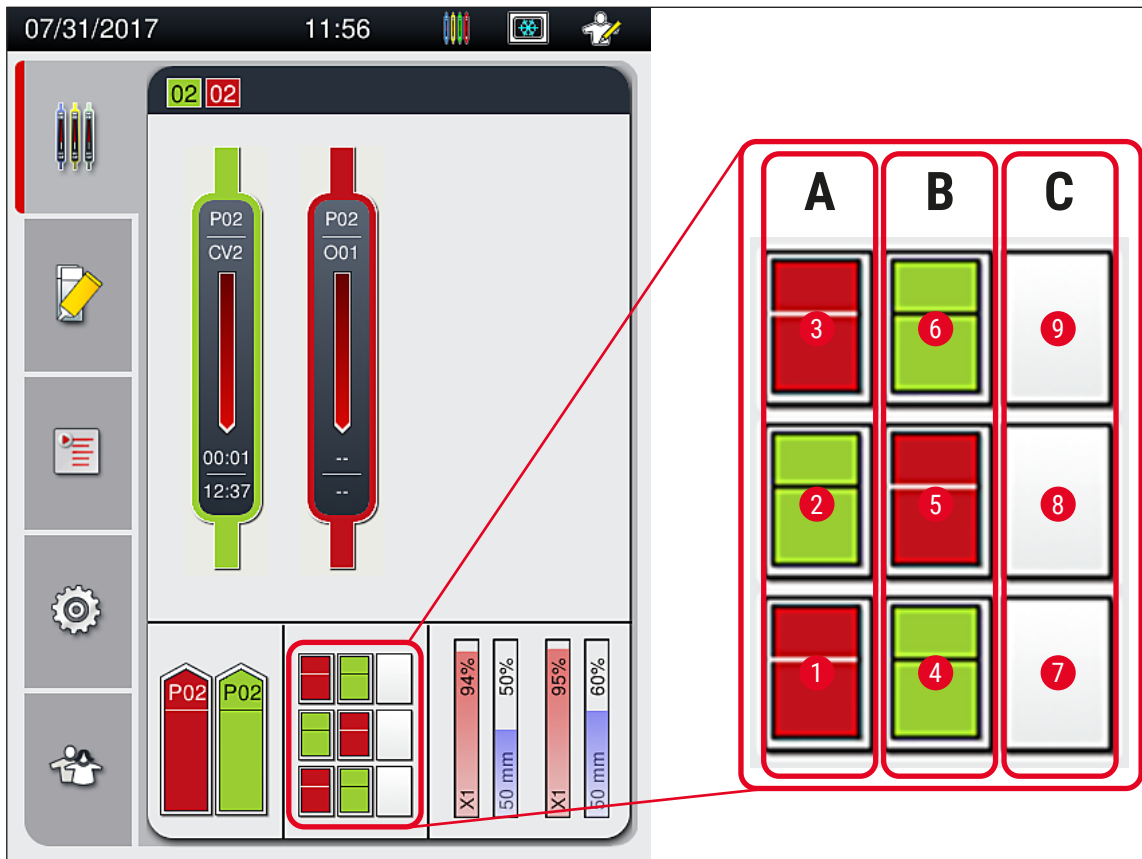 07/31/2017 11:56
02 02
P02
CV2
00:01
12:37
P02
O01
--
--
P02 P02
X1 94%
50 mm 50%
X1 95%
50 mm 60%
A B C
3 6 9
2 5 8
1 4 7